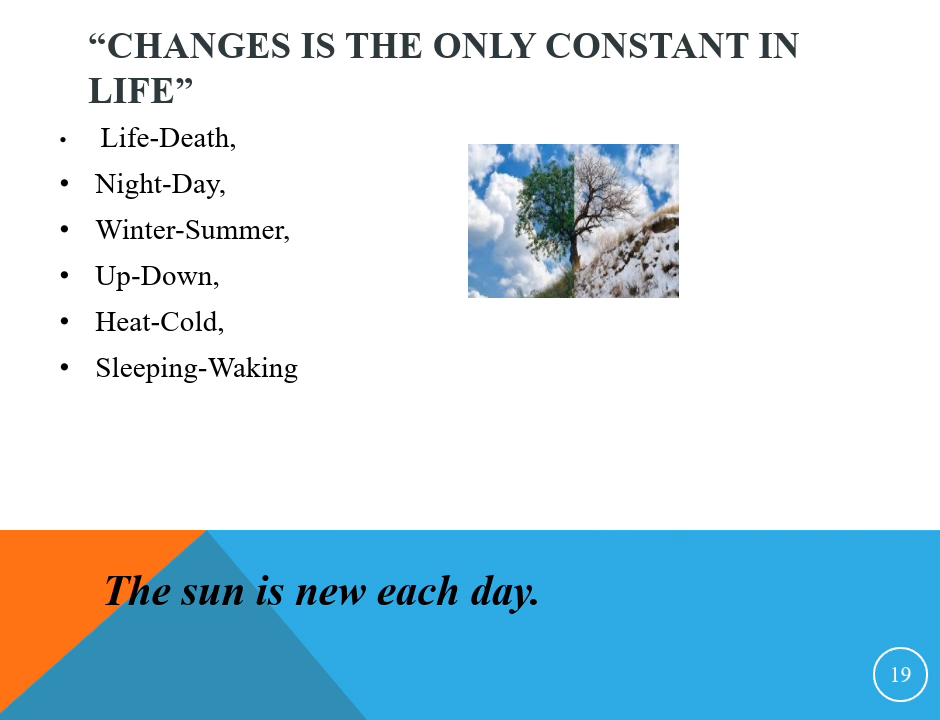 “CHANGES IS THE ONLY CONSTANT IN
LIFE”
• Life-Death,
• Night-Day,
• Winter-Summer,
• Up-Down,
• Heat-Cold,
• Sleeping-Waking
The sun is new each day.
19